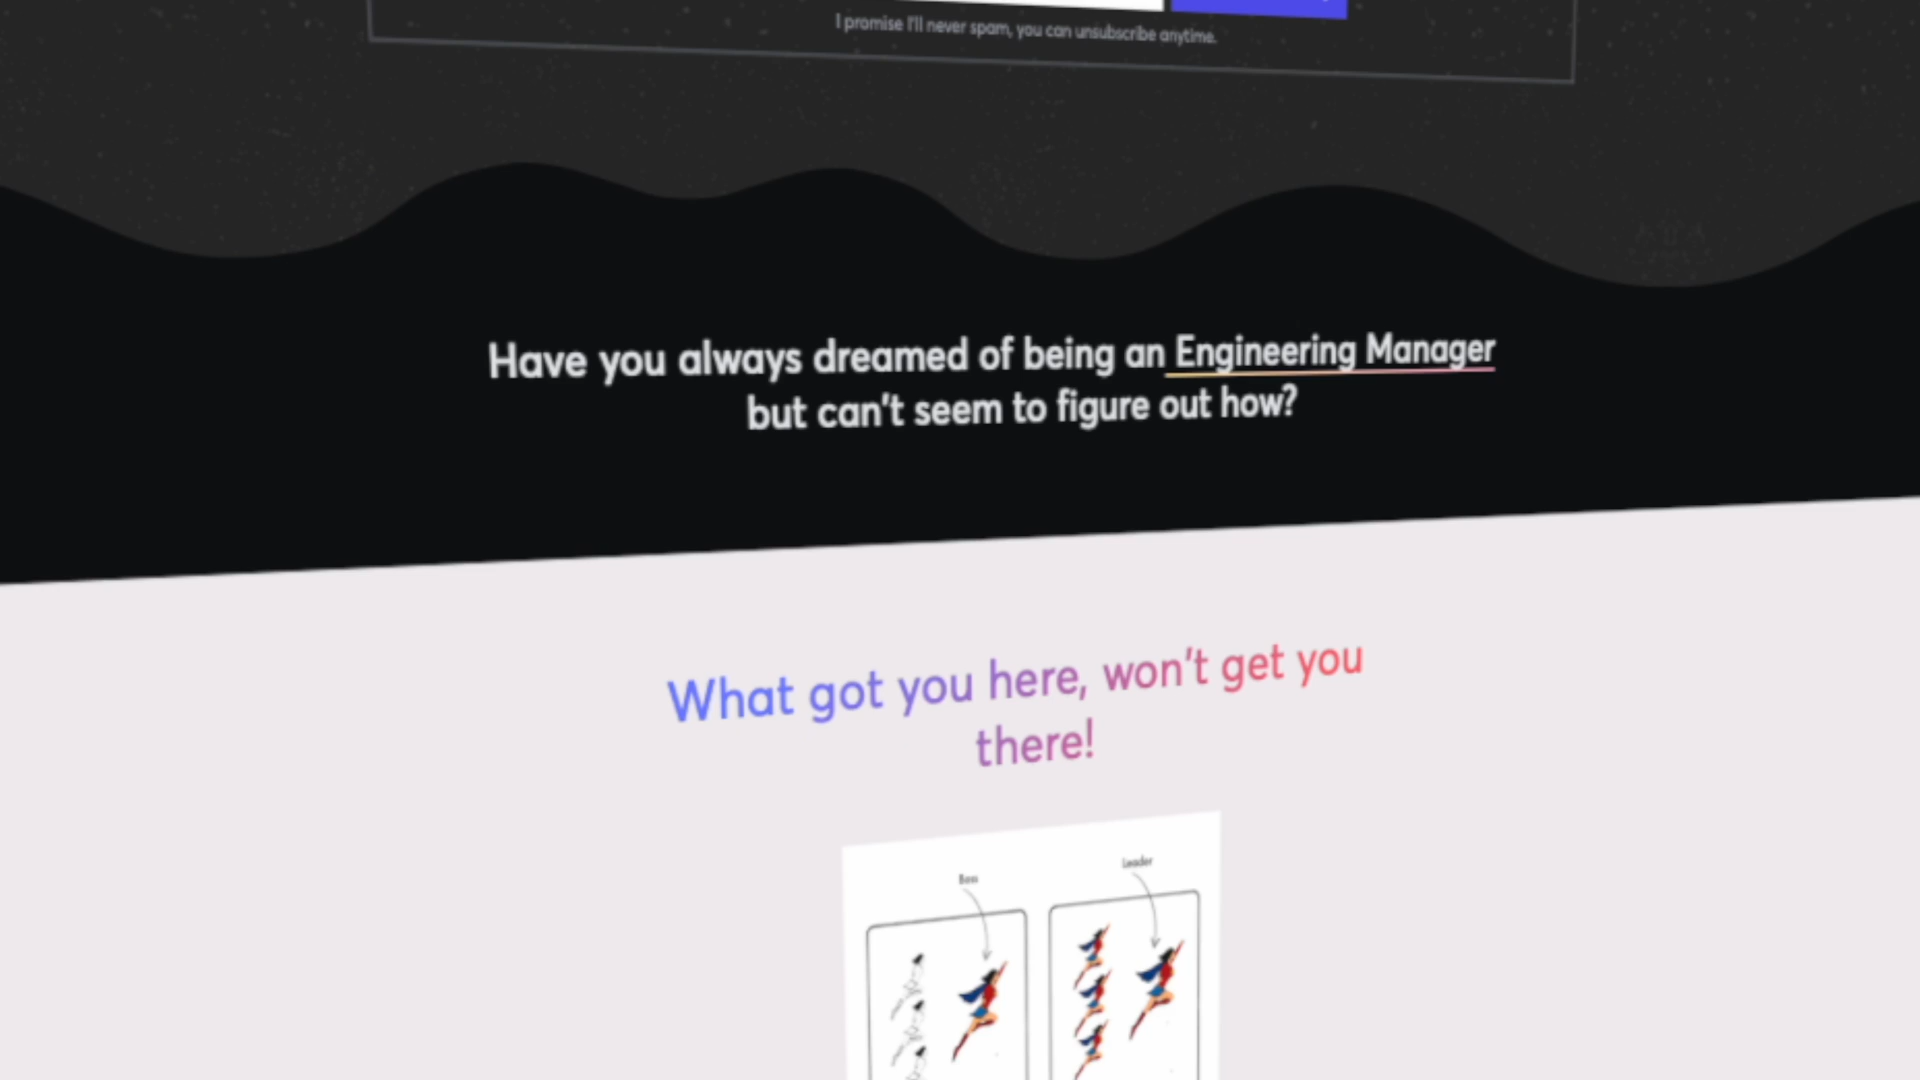 I promise I'll never spam, you can unsubscribe anytime.
Have you always dreamed of being an Engineering Manager
but can't seem to figure out how?
What got you here, won't get you
there!
Boss
Leader